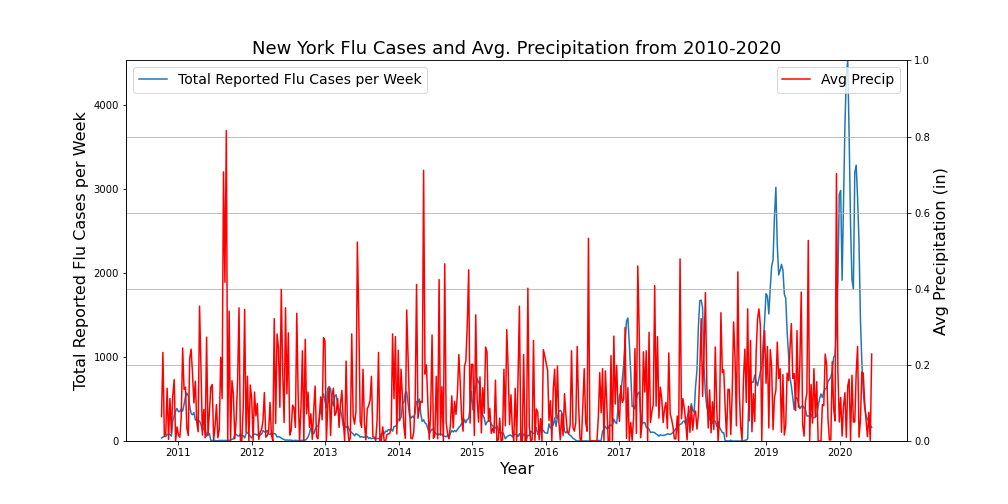 New York Flu Cases and Avg. Precipitation from 2010-2020
Total Reported Flu Cases per Week
Avg Precip
Total Reported Flu Cases per Week
4000
3000
2000
1000
0
1.0
0.8
0.6
0.4
0.2
0.0
Avg Precipitation (in)
2011 2012 2013 2014 2015 2016 2017 2018 2019 2020
Year